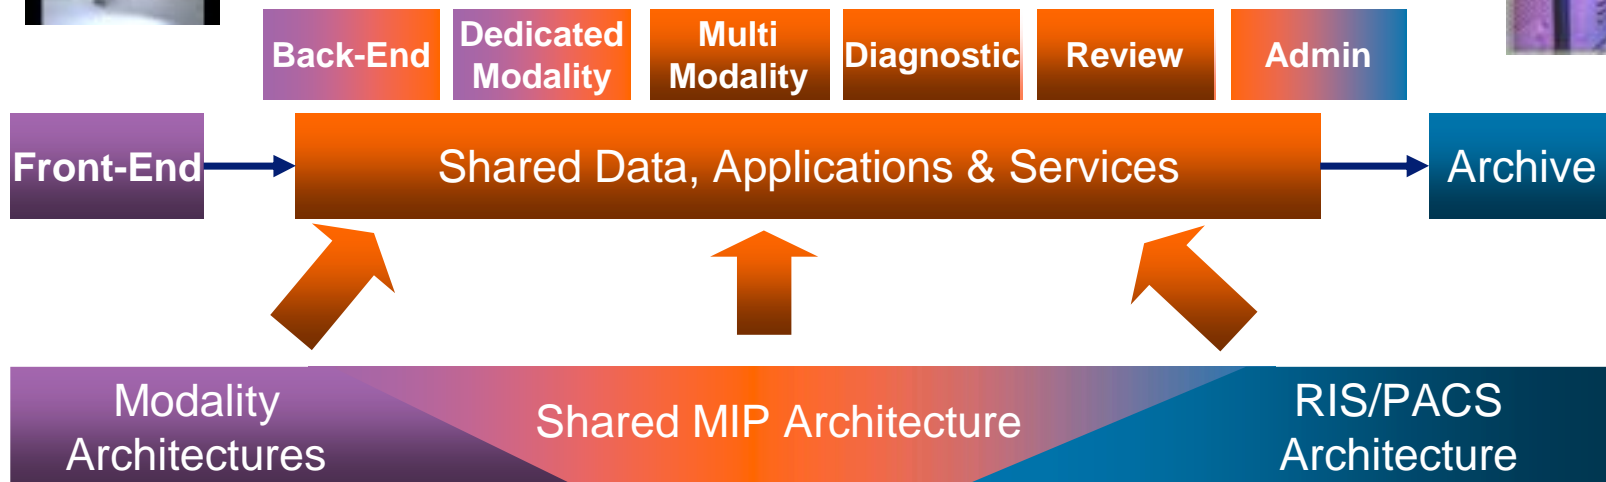 Back-End
Dedicated
Modality
Multi
Modality
Diagnostic
Review
Admin
Front-End
Shared Data, Applications & Services
Archive
Modality
Architectures
Shared MIP Architecture
RIS/PACS
Architecture